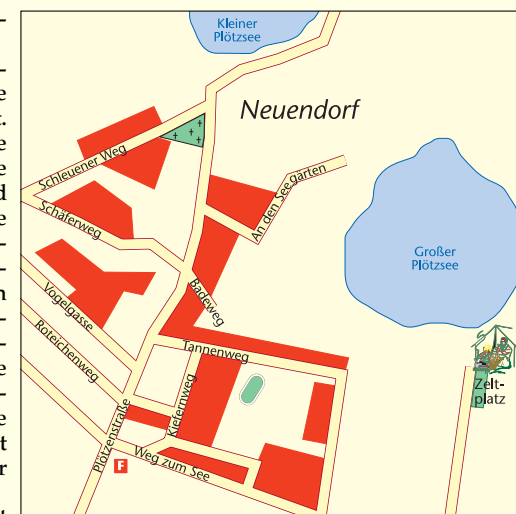 Kleiner
Plötzsee
Neuendorf
Schleuener Weg
An den Seegärten
Schäferweg
Großer
Plötzsee
Badeweg
Vogelgasse
Roteichenweg
Tannenweg
Zelt-
platz
Kiefernweg
Plötzenstraße
Weg zum See
F